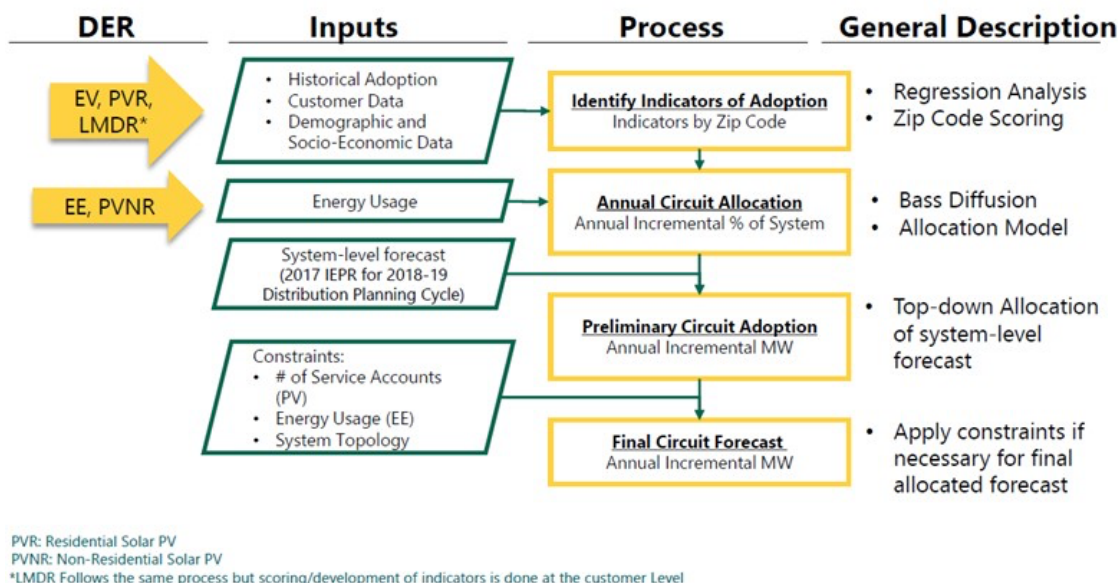 DER
Inputs
Process
General Description
EV, PVR,
LMDR*
• Historical Adoption
• Customer Data
• Demographic and
Socio-Economic Data
Identify Indicators of Adoption
Indicators by Zip Code
• Regression Analysis
• Zip Code Scoring
EE, PVNR
Energy Usage
Annual Circuit Allocation
Annual Incremental % of System
• Bass Diffusion
• Allocation Model
System-level forecast
(2017 IEPR for 2018-19
Distribution Planning Cycle)
Preliminary Circuit Adoption
Annual Incremental MW
• Top-down Allocation
of system-level
forecast
Constraints:
• # of Service Accounts
(PV)
• Energy Usage (EE)
• System Topology
Final Circuit Forecast
Annual Incremental MW
• Apply constraints if
necessary for final
allocated forecast
PVR: Residential Solar PV
PVNR: Non-Residential Solar PV
*LMDR Follows the same process but scoring/development of indicators is done at the customer Level